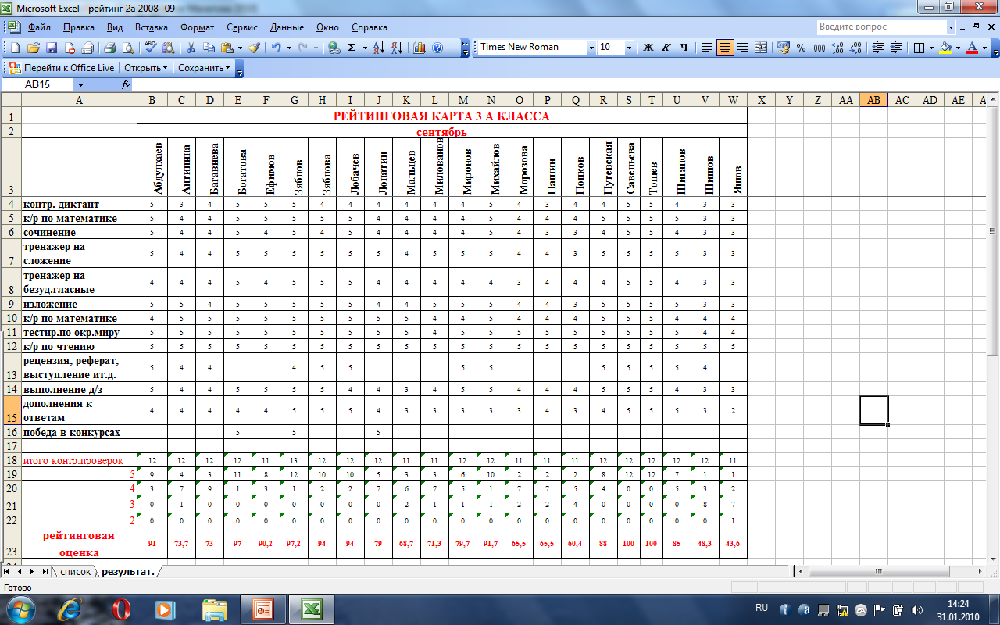 Microsoft Excel - рейтинг 2а 2008 -09
Файл Правка Вид Вставка Формат Сервис Данные Окно Справка Введите вопрос
Times New Roman 10 Ж К Ч
Перейти к Office Live Открыть Сохранить
AB15 fx
A B C D E F G H I J K L M N O P Q R S T U V W X Y Z AA AB AC AD AE
1 РЕЙТИНГОВАЯ КАРТА 3 А КЛАССА
2 сентябрь
3 Абдулхаев Антипина Багавиева Богатова Ефимов Зяблов Зяблова Лобачев Лопатин Мальцев Милованов Миронов Михайлов Морозова Пашин Попков Путевская Савельева Тощев Шигапов Шишов Яшов
4 контр. диктант 5 3 4 5 5 5 4 4 4 4 4 4 5 4 3 4 4 5 5 4 3 3
5 к/р по математике 5 4 4 5 5 5 5 5 4 4 4 4 5 4 4 4 5 5 5 5 3 3
6 сочинение 5 4 4 5 4 5 4 5 4 4 4 4 5 4 3 3 4 5 5 4 3 3
тренажер на
7 сложение 5 4 4 5 5 5 5 5 5 4 5 5 5 4 4 3 5 5 5 5 3 3
тренажер на
8 безуд.гласные 4 4 4 5 4 5 5 5 4 4 4 4 4 3 4 4 4 5 5 4 3 3
9 изложение 5 5 4 5 5 5 5 5 4 4 5 5 5 4 4 3 5 5 5 5 3 3
10 к/р по математике 4 5 5 5 5 5 5 5 5 5 4 4 5 4 4 4 5 5 5 4 4 4
11 тестир.по окр.миру 5 5 5 5 5 5 5 5 5 5 4 5 5 5 5 5 5 5 5 5 4 4
12 к/р по чтению 5 5 5 5 5 5 5 5 5 5 5 5 5 5 5 5 5 5 5 5 5 5
рецензия, реферат,
13 выступление ит.д. 5 4 4 4 5 5 5 5 5 5 5 5 4
14 выполнение д/з 5 4 4 5 5 5 5 4 4 3 4 5 5 4 4 4 5 5 5 4 3 3
дополнения к
15 ответам 4 4 4 4 4 5 5 5 4 3 3 3 3 3 4 3 4 5 5 5 3 2
16 победа в конкурсах 5 5 5
17
18 итого контр.проверок 12 12 12 12 11 13 12 12 12 11 11 12 12 11 11 11 12 12 12 12 12 11
19 5 9 4 3 11 8 12 10 10 5 3 3 6 10 2 2 2 8 12 12 7 1 1
20 4 3 7 9 1 3 1 2 2 7 6 7 5 1 7 7 5 4 0 0 5 3 2
21 3 0 1 0 0 0 0 0 0 0 2 1 1 1 2 2 4 0 0 0 0 8 7
22 2 0 0 0 0 0 0 0 0 0 0 0 0 0 0 0 0 0 0 0 0 0 1
рейтинговая
23 оценка 91 73,7 73 97 90,2 97,2 94 94 79 68,7 71,3 79,7 91,7 65,5 65,5 60,4 88 100 100 85 48,3 43,6
список результат.
Готово
RU 14:24
31.01.2010